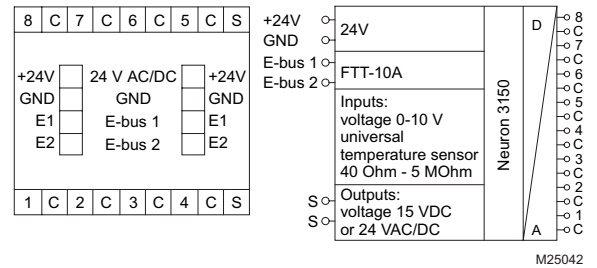 8 C 7 C 6 C 5 C S
+24V 24 V AC/DC +24V
GND GND GND
E1 E-bus 1 E1
E2 E-bus 2 E2
1 C 2 C 3 C 4 C S
+24V
GND
24V
E-bus 1
E-bus 2
FTT-10A
Inputs:
voltage 0-10 V
universal
temperature sensor
40 Ohm - 5 MOhm
S
S
Outputs:
voltage 15 VDC
or 24 VAC/DC
Neuron 3150
D
A
8
C
7
C
6
C
5
C
4
C
3
C
2
C
1
C
M25042